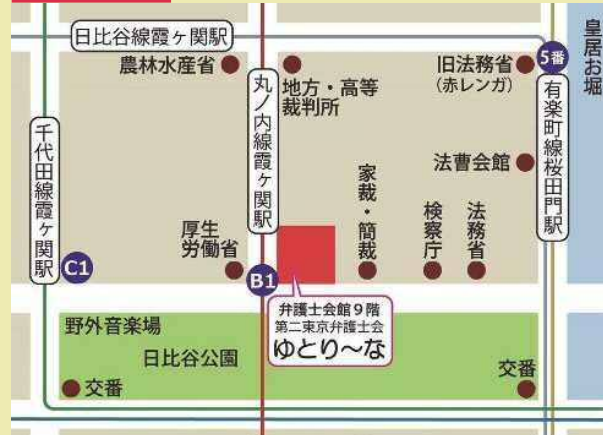 日比谷線霞ヶ関駅
農林水産省
地方・高等
裁判所
旧法務省
(赤レンガ)
5番
皇居お堀
丸ノ内線霞ヶ関駅
有楽町線桜田門駅
千代田線霞ヶ関駅
法曹会館
家裁・簡裁
検察庁
法務省
厚生
労働省
C1
B1
弁護士会館9階
第二東京弁護士会
ゆとり~な
野外音楽場
日比谷公園
交番
交番